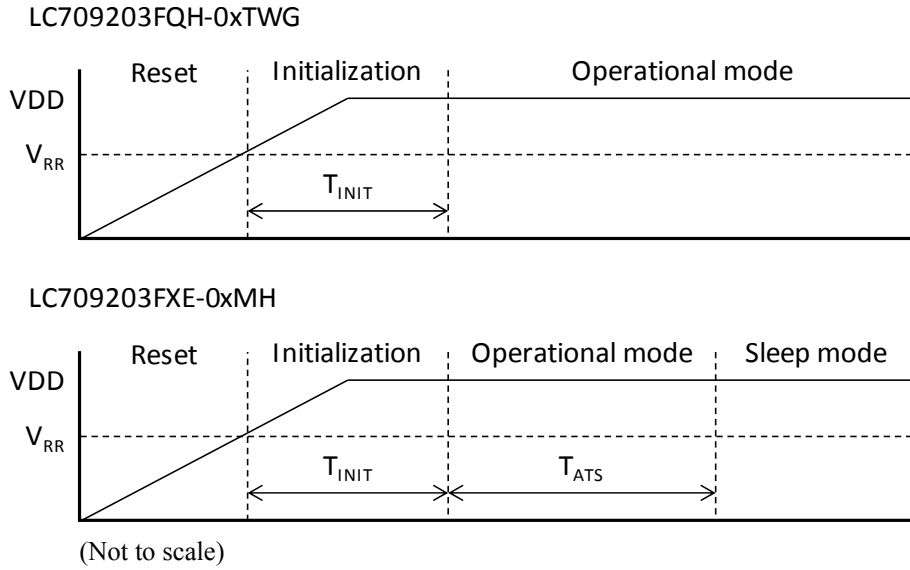 LC709203FQH-0xTWG
Reset Initialization Operational mode
VDD
VRR
TINIT
LC709203FXE-0xMH
Reset Initialization Operational mode Sleep mode
VDD
VRR
TINIT TATS
(Not to scale)